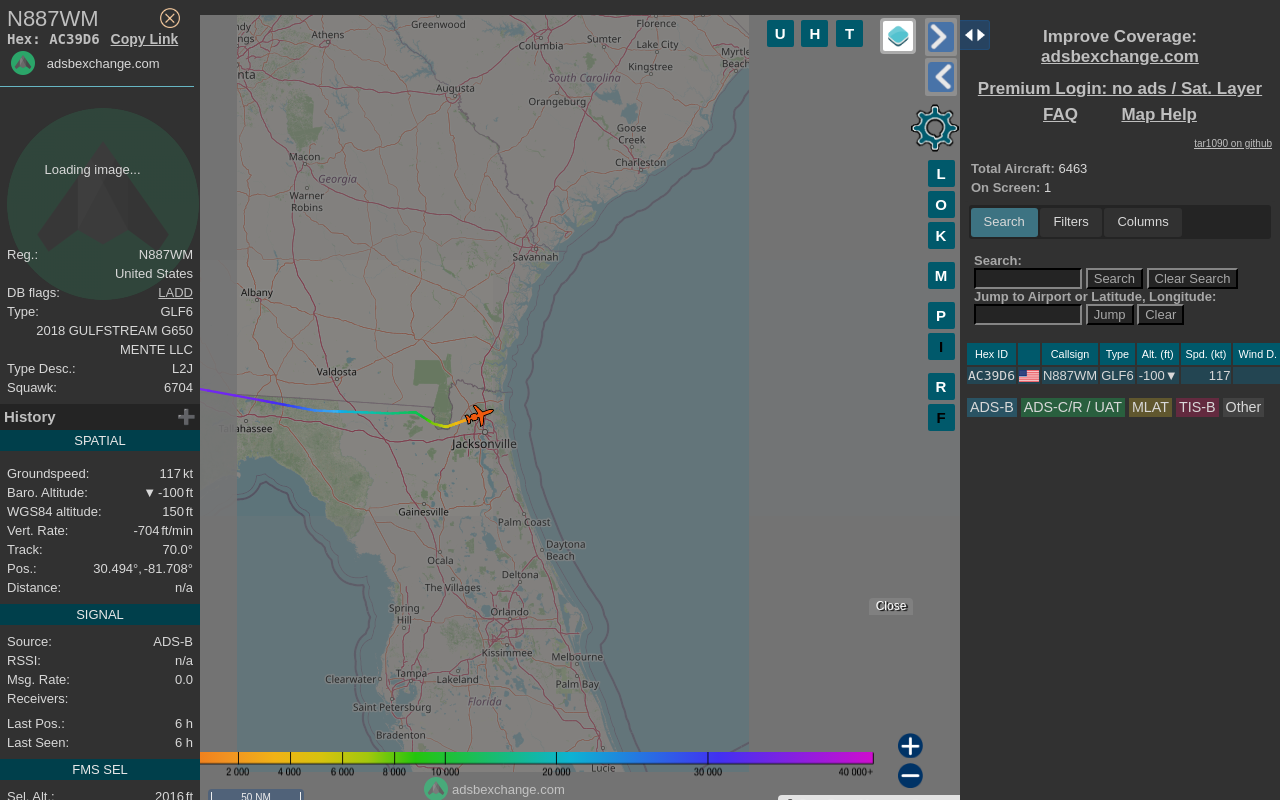 N887WM
Hex: AC39D6 Copy Link
adsbexchange.com
Loading image...
Reg.: N887WM
United States
DB flags: LADD
Type: GLF6
2018 GULFSTREAM G650
MENTE LLC
Type Desc.: L2J
Squawk: 6704
History
SPATIAL
Groundspeed: 117 kt
Baro. Altitude: ▼ -100 ft
WGS84 altitude: 150 ft
Vert. Rate: -704 ft/min
Track: 70.0°
Pos.: 30.494°, -81.708°
Distance: n/a
SIGNAL
Source: ADS-B
RSSI: n/a
Msg. Rate: 0.0
Receivers:
Last Pos.: 6 h
Last Seen: 6 h
FMS SEL
Sel. Alt.: 2016 ft
Greenwood
Florence
Athens
Sumter
Columbia
Lake City
Kingstree
South Carolina
Augusta
Orangeburg
Goose
Creek
Charleston
Macon
Georgia
Warner
Robins
Savannah
Albany
Valdosta
Jacksonville
Gainesville
Palm Coast
Daytona
Beach
Ocala
Deltona
The Villages
Spring
Hill
Orlando
Kissimmee
Melbourne
Clearwater
Tampa
Lakeland
Palm Bay
Saint Petersburg
Florida
Bradenton
Lucie
2 000 4 000 6 000 8 000 10 000 20 000 30 000 40 000+
50 NM
adsbexchange.com
U H T
L
O
K
M
P
I
R
F
Close
Improve Coverage:
adsbexchange.com
Premium Login: no ads / Sat. Layer
FAQ Map Help
tar1090 on github
Total Aircraft: 6463
On Screen: 1
Search Filters Columns
Search:
Search Clear Search
Jump to Airport or Latitude, Longitude:
Jump Clear
Hex ID Callsign Type Alt. (ft) Spd. (kt) Wind D.
AC39D6 N887WM GLF6 -100▼ 117
ADS-B ADS-C/R / UAT MLAT TIS-B Other